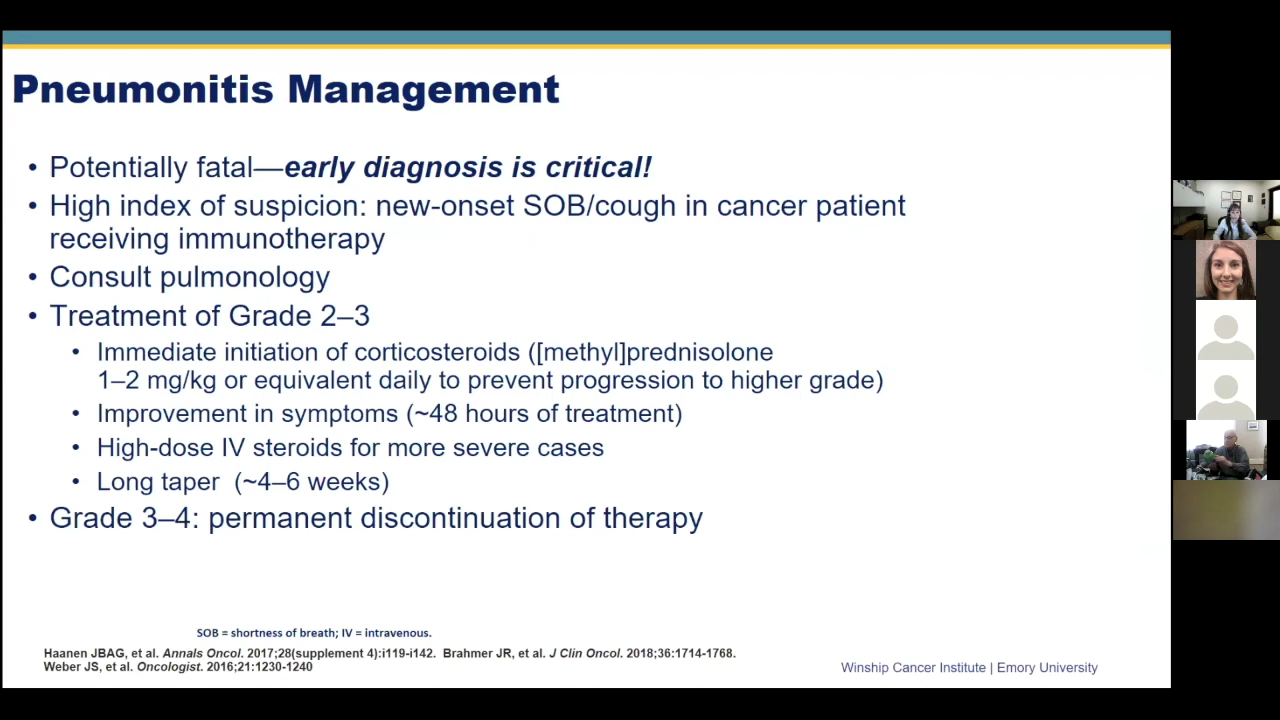 Pneumonitis Management
• Potentially fatal—early diagnosis is critical!
• High index of suspicion: new-onset SOB/cough in cancer patient
receiving immunotherapy
• Consult pulmonology
• Treatment of Grade 2–3
• Immediate initiation of corticosteroids ([methyl]prednisolone
1–2 mg/kg or equivalent daily to prevent progression to higher grade)
• Improvement in symptoms (~48 hours of treatment)
• High-dose IV steroids for more severe cases
• Long taper (~4–6 weeks)
• Grade 3–4: permanent discontinuation of therapy
SOB = shortness of breath; IV = intravenous.
Haanen JBAG, et al. Annals Oncol. 2017;28(supplement 4):i119-i142. Brahmer JR, et al. J Clin Oncol. 2018;36:1714-1768.
Weber JS, et al. Oncologist. 2016;21:1230-1240
Winship Cancer Institute | Emory University